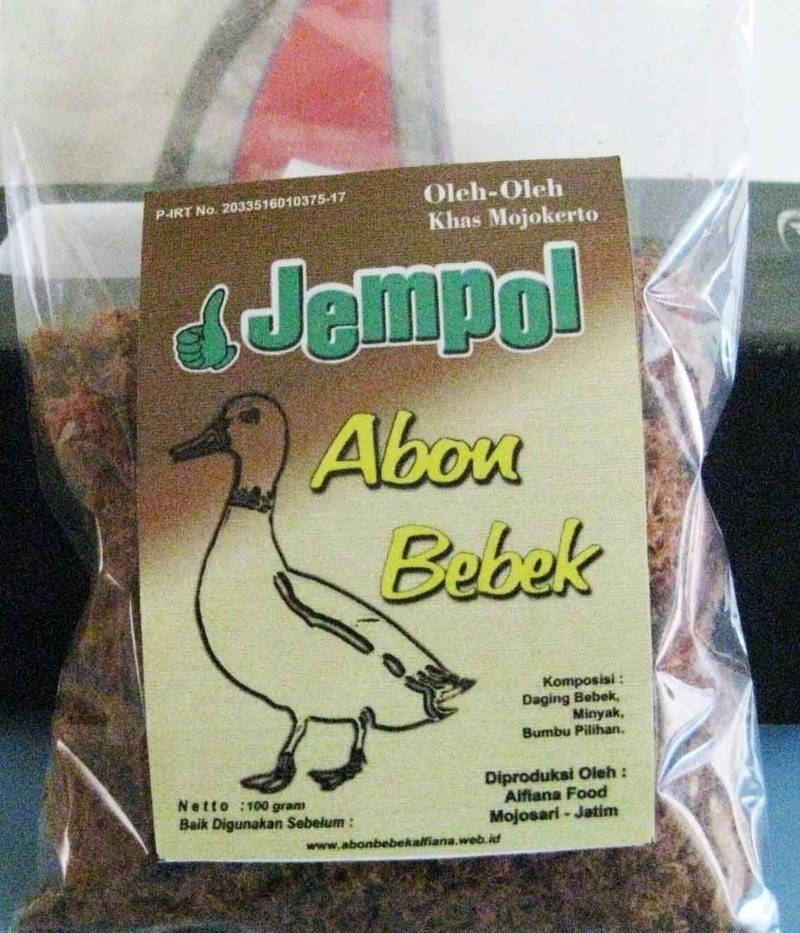 P-IRT No. 2033516010375-17
Oleh-Oleh
Khas Mojokerto
Jempol
Abon
Bebek
Komposisi :
Daging Bebek,
Minyak,
Bumbu Pilihan.
Diproduksi Oleh :
Alfiana Food
Mojosari - Jatim
Netto : 100 gram
Baik Digunakan Sebelum :
www.abonbebekalfiana.web.id